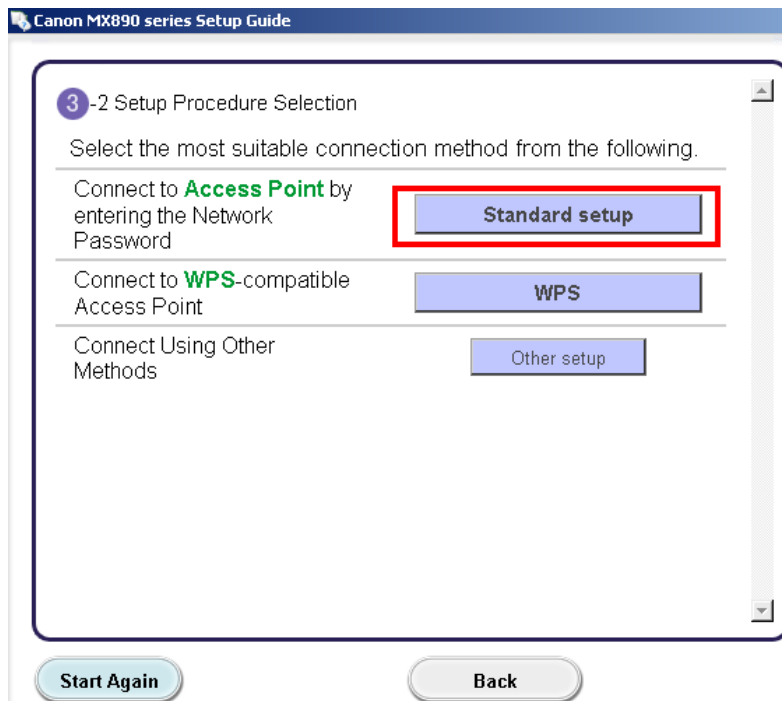 Canon MX890 series Setup Guide
3-2 Setup Procedure Selection
Select the most suitable connection method from the following.
Connect to Access Point by
entering the Network
Password
Standard setup
Connect to WPS-compatible
Access Point
WPS
Connect Using Other
Methods
Other setup
Start Again
Back